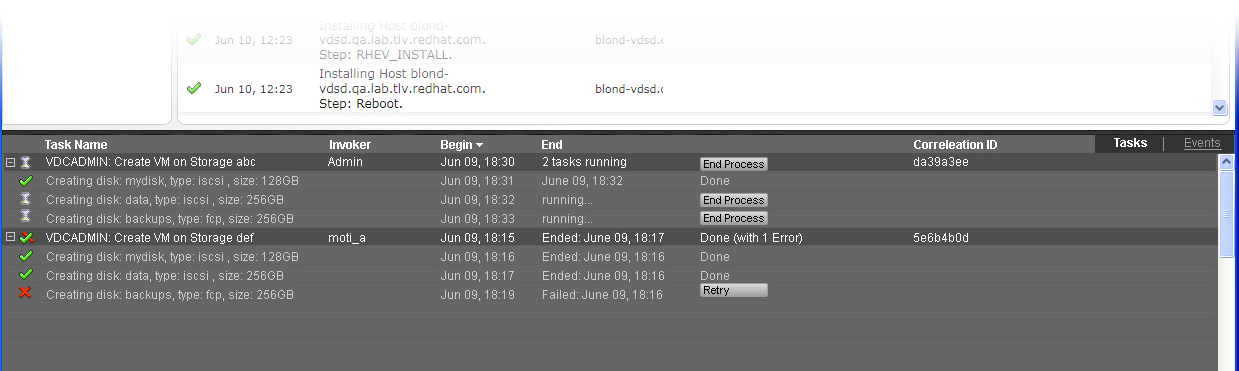 Installing Host blond-
Jun 10, 12:23 vdsd.qa.lab.tlv.redhat.com. blond-vdsd.
Step: RHEV_INSTALL.
Installing Host blond-
Jun 10, 12:23 vdsd.qa.lab.tlv.redhat.com. blond-vdsd.
Step: Reboot.
Task Name Invoker Begin End Correleation ID Tasks Events
VDCADMIN: Create VM on Storage abc Admin Jun 09, 18:30 2 tasks running End Process da39a3ee
Creating disk: mydisk, type: iscsi , size: 128GB Jun 09, 18:31 June 09, 18:32 Done
Creating disk: data, type: iscsi , size: 256GB Jun 09, 18:32 running... End Process
Creating disk: backups, type: fcp, size: 256GB Jun 09, 18:33 running... End Process
VDCADMIN: Create VM on Storage def moti_a Jun 09, 18:15 Ended: June 09, 18:17 Done (with 1 Error) 5e6b4b0d
Creating disk: mydisk, type: iscsi , size: 128GB Jun 09, 18:16 Ended: June 09, 18:16 Done
Creating disk: data, type: iscsi , size: 256GB Jun 09, 18:17 Ended: June 09, 18:16 Done
Creating disk: backups, type: fcp, size: 256GB Jun 09, 18:19 Failed: June 09, 18:16 Retry